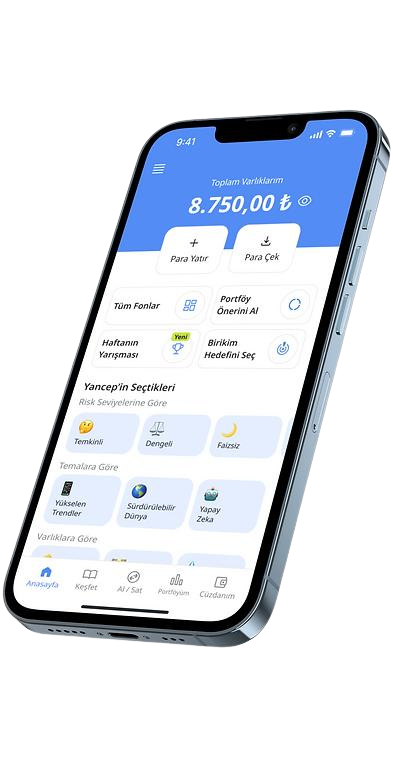 9:41
Toplam Varlıklarım
8.750,00 ₺
Para Yatır
Para Çek
Tüm Fonlar
Portföy
Önerini Al
Haftanın
Yarışması
Yeni
Birikim
Hedefini Seç
Yancep'in Seçtikleri
Risk Seviyelerine Göre
Temkinli
Dengeli
Faizsiz
Temalara Göre
Yükselen
Trendler
Sürdürülebilir
Dünya
Yapay
Zeka
Varlıklara Göre
Anasayfa
Keşfet
Al / Sat
Portföyüm
Cüzdanım